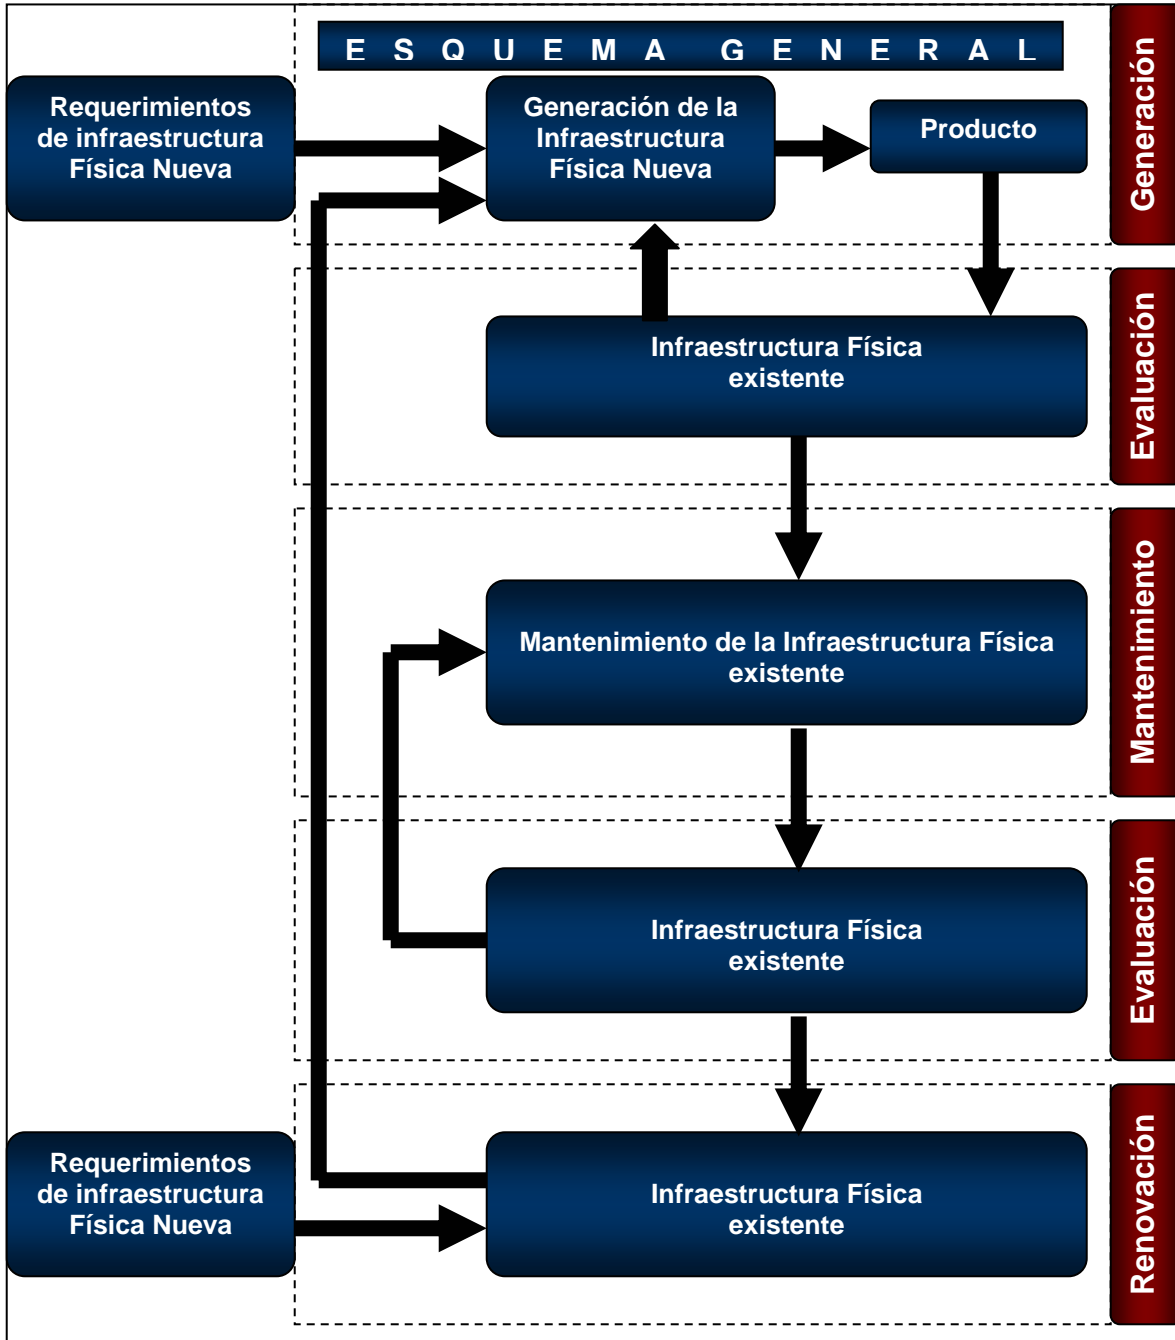 E S Q U E M A G E N E R A L
Requerimientos
de infraestructura
Física Nueva
Generación de la
Infraestructura
Física Nueva
Producto
Generación
Infraestructura Física
existente
Evaluación
Mantenimiento de la Infraestructura Física
existente
Mantenimiento
Infraestructura Física
existente
Evaluación
Requerimientos
de infraestructura
Física Nueva
Infraestructura Física
existente
Renovación